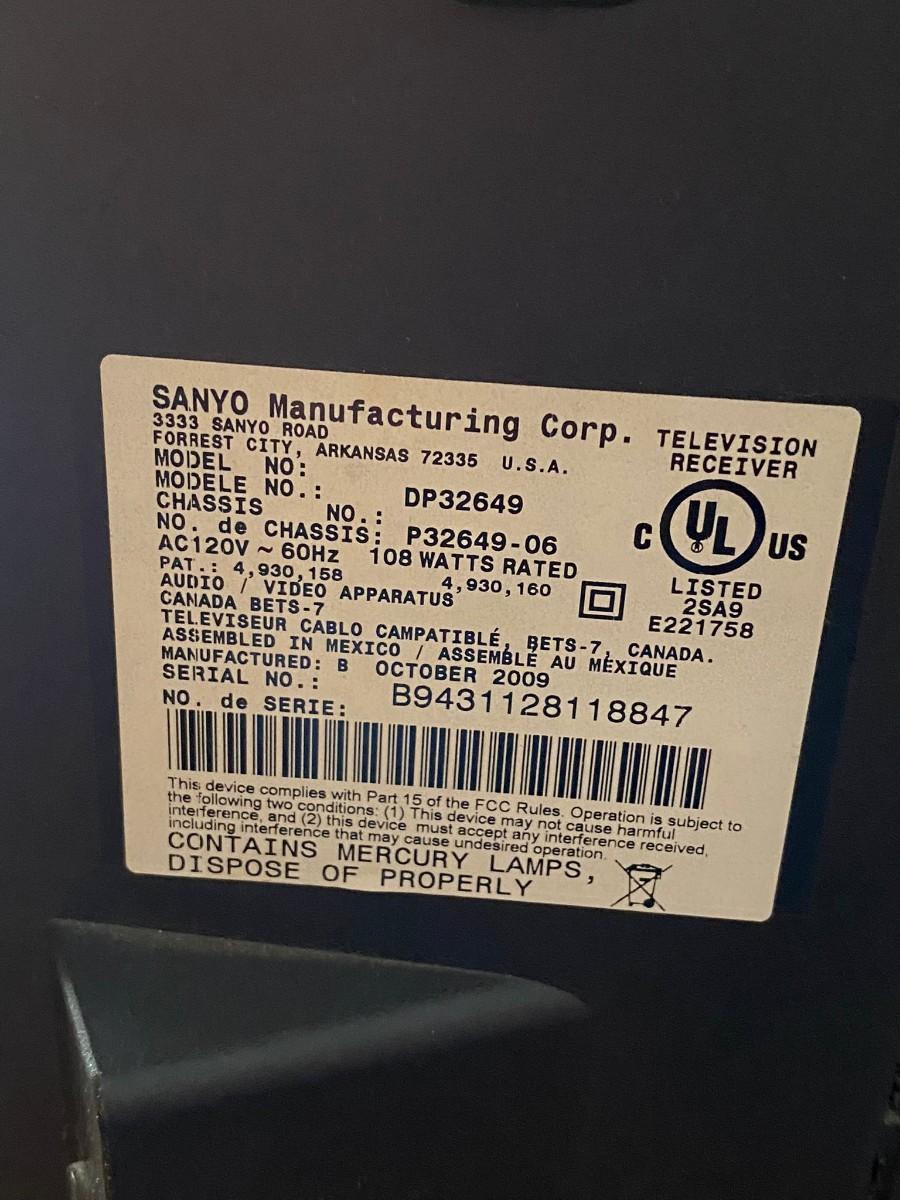 SANYO Manufacturing Corp.
3333 SANYO ROAD
FORREST CITY, ARKANSAS 72335 U.S.A.
TELEVISION
RECEIVER
MODEL NO:
MODELE NO.: DP32649
CHASSIS NO.:
NO. de CHASSIS: P32649-06
AC120V ~ 60Hz 108 WATTS RATED
PAT.: 4,930,158 4,930,160
AUDIO / VIDEO APPARATUS
CANADA BETS-7
C UL US
LISTED
2SA9
E221758
TELEVISEUR CABLO CAMPATIBLÉ, BETS-7, CANADA.
ASSEMBLED IN MEXICO / ASSEMBLÉ AU MÉXIQUE
MANUFACTURED: B OCTOBER 2009
SERIAL NO.:
NO. de SERIE: B9431128118847
This device complies with Part 15 of the FCC Rules. Operation is subject to
the following two conditions: (1) This device may not cause harmful
interference, and (2) this device must accept any interference received,
including interference that may cause undesired operation.
CONTAINS MERCURY LAMPS,
DISPOSE OF PROPERLY